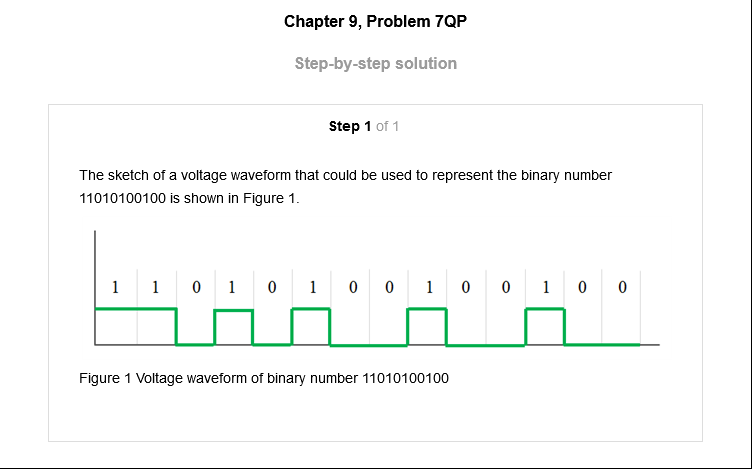 Chapter 9, Problem 7QP
Step-by-step solution
Step 1 of 1
The sketch of a voltage waveform that could be used to represent the binary number
11010100100 is shown in Figure 1.
1 1 0 1 0 1 0 0 1 0 0 1 0 0
Figure 1 Voltage waveform of binary number 11010100100